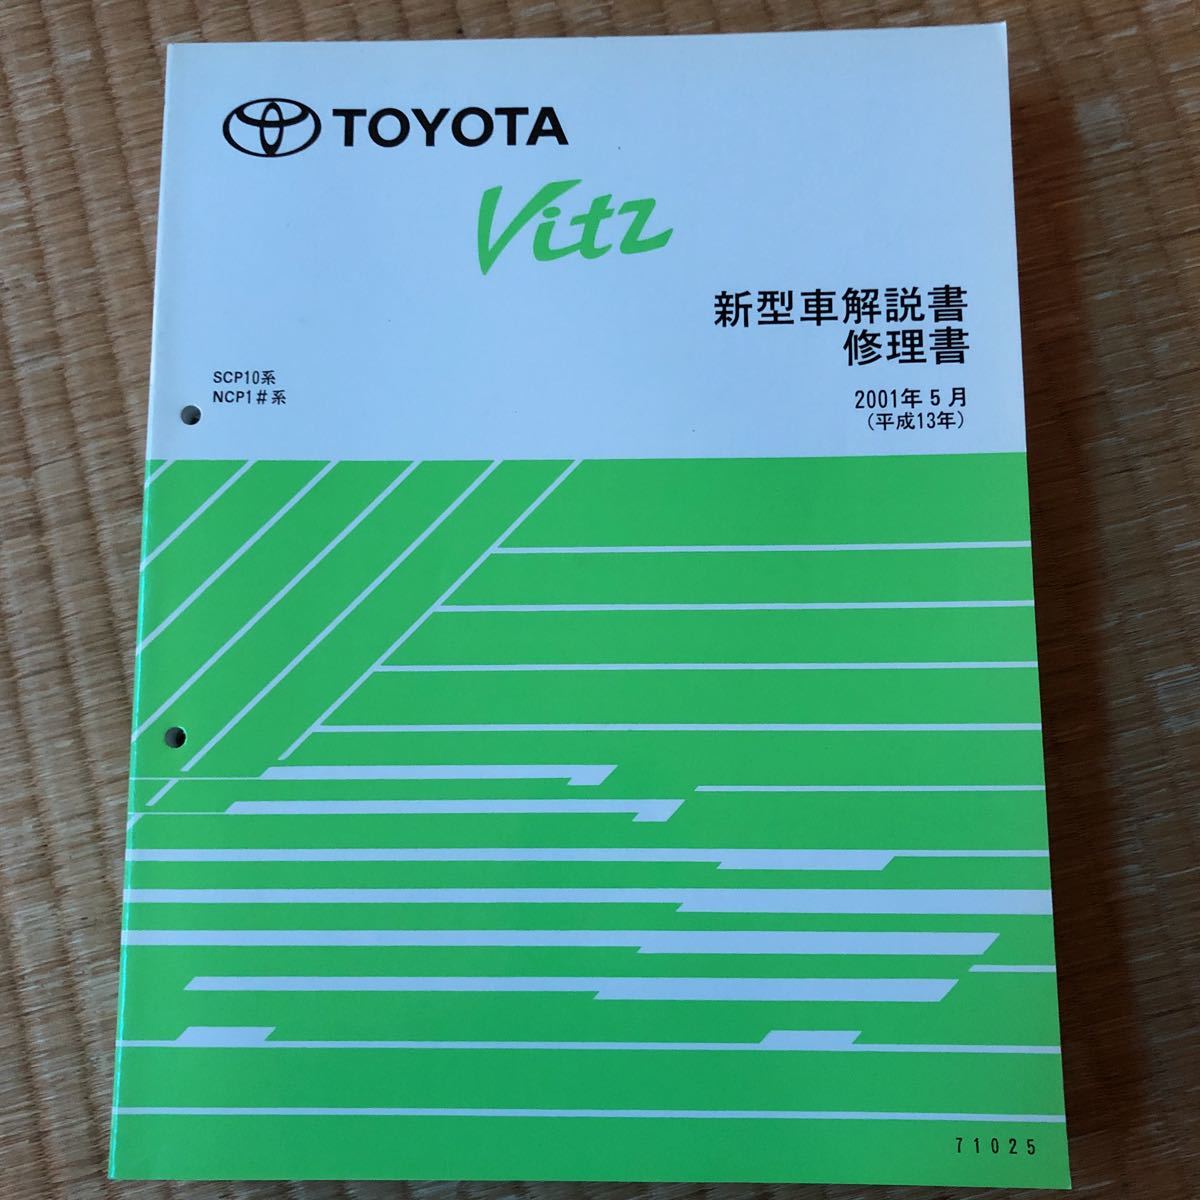 TOYOTA
Vitz
新型車解説書
修理書
SCP10系
NCP1#系
2001年5月
(平成13年)
71025